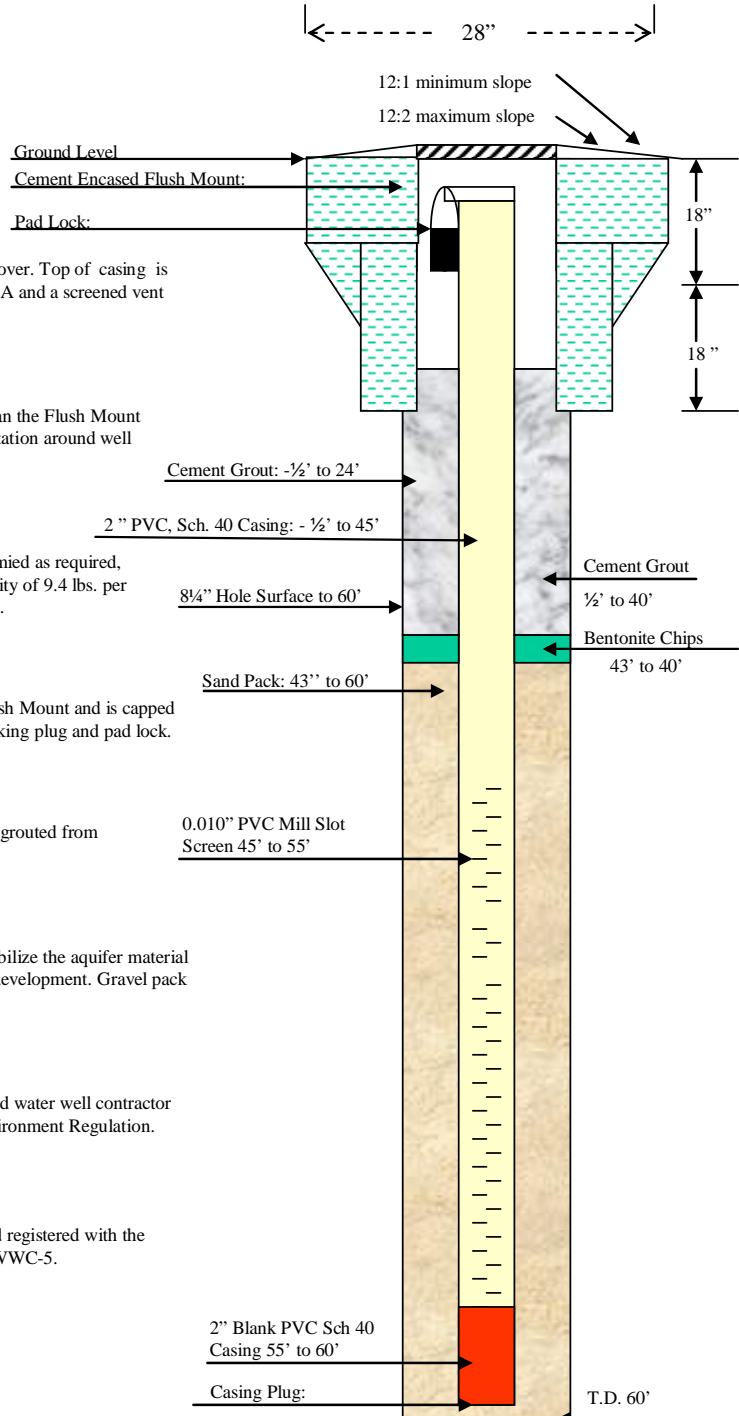 28”
12:1 minimum slope
12:2 maximum slope
Ground Level
Cement Encased Flush Mount:
18”
Pad Lock:
over. Top of casing is
A and a screened vent
18 ”
an the Flush Mount
tation around well
Cement Grout: -½’ to 24’
2 ” PVC, Sch. 40 Casing: - ½’ to 45’
mied as required,
ity of 9.4 lbs. per
.
Cement Grout
½’ to 40’
8¼” Hole Surface to 60’
Bentonite Chips
43’ to 40’
Sand Pack: 43’’ to 60’
sh Mount and is capped
king plug and pad lock.
grouted from
0.010” PVC Mill Slot
Screen 45’ to 55’
bilize the aquifer material
development. Gravel pack
d water well contractor
ironment Regulation.
d registered with the
WWC-5.
2” Blank PVC Sch 40
Casing 55’ to 60’
Casing Plug:
T.D. 60’